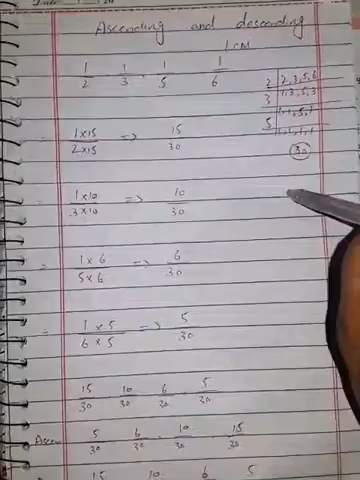 Ascending and descending
LCM
1/2 1/3 1/5 1/6
2 | 2, 3, 5, 6
3 | 1, 3, 5, 3
5 | 1, 1, 5, 1
1, 1, 1, 1
30
1×15/2×15 => 15/30
= 1×10/3×10 => 10/30
= 1×6/5×6 => 6/30
= 1×5/6×5 => 5/30
15/30 10/30 6/30 5/30
Ascen 5/30 6/30 10/30 15/30
15 10 6 5